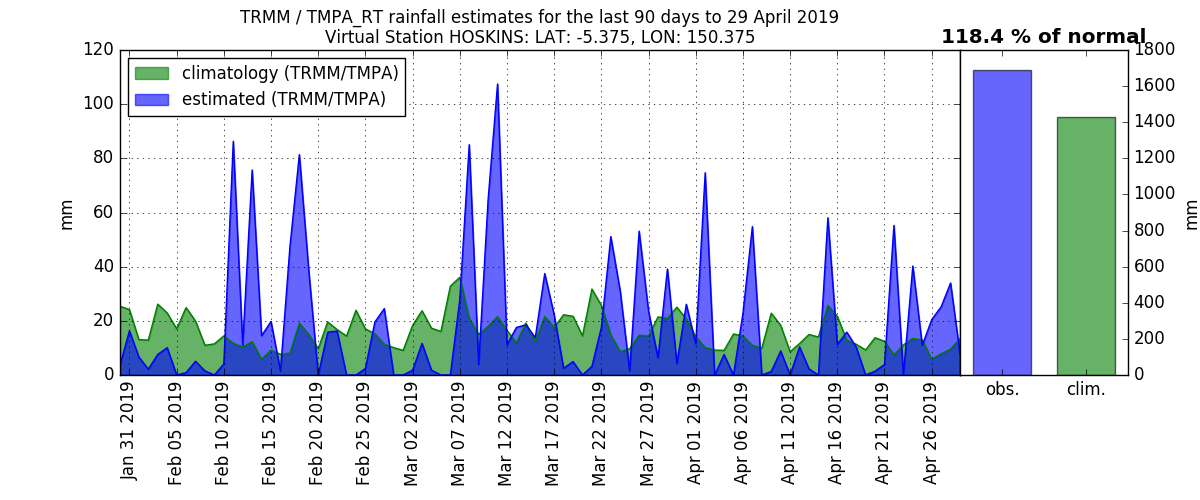 TRMM / TMPA_RT rainfall estimates for the last 90 days to 29 April 2019
Virtual Station HOSKINS: LAT: -5.375, LON: 150.375
118.4 % of normal
climatology (TRMM/TMPA)
estimated (TRMM/TMPA)
mm
120
100
80
60
40
20
0
Jan 31 2019
Feb 05 2019
Feb 10 2019
Feb 15 2019
Feb 20 2019
Feb 25 2019
Mar 02 2019
Mar 07 2019
Mar 12 2019
Mar 17 2019
Mar 22 2019
Mar 27 2019
Apr 01 2019
Apr 06 2019
Apr 11 2019
Apr 16 2019
Apr 21 2019
Apr 26 2019
obs.
clim.
1800
1600
1400
1200
1000
800
600
400
200
0
mm